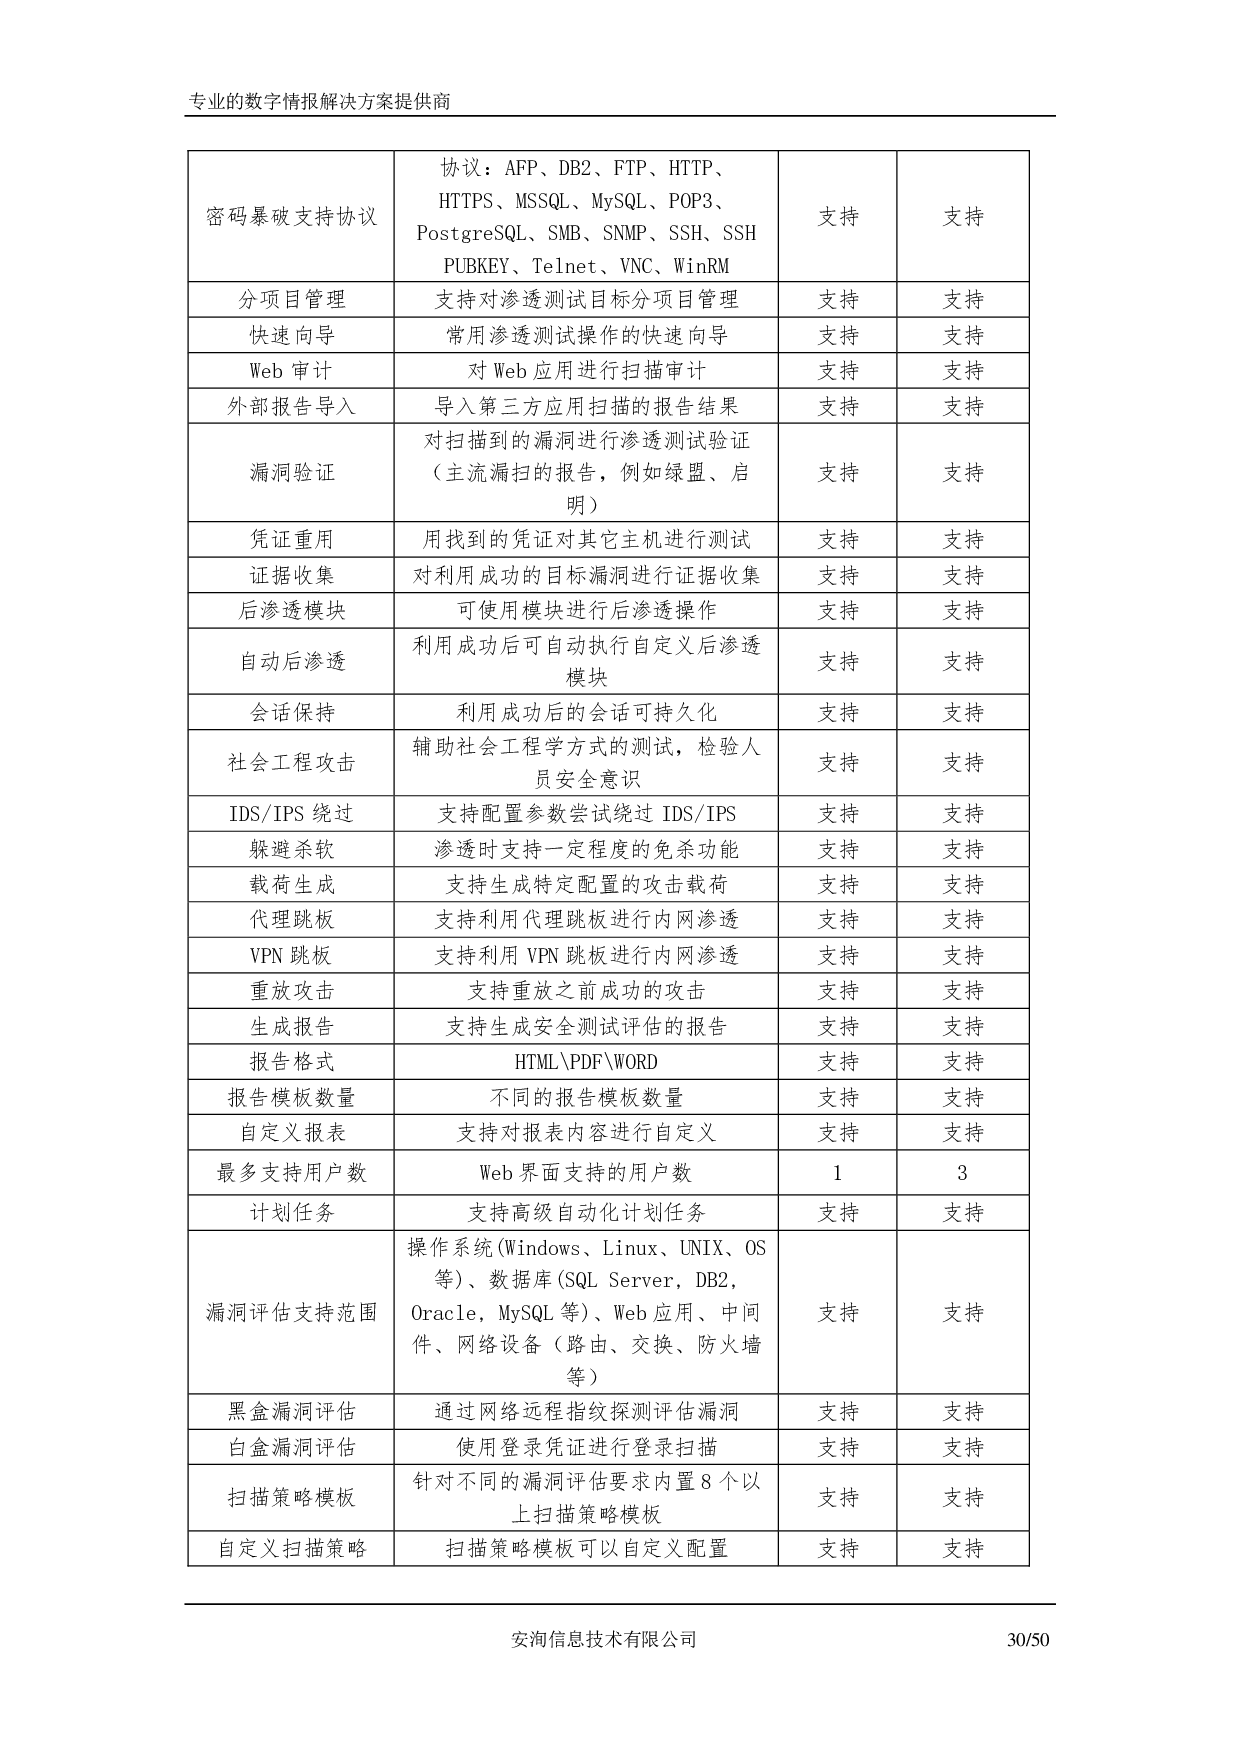 专业的数字情报解决方案提供商
密码暴破支持协议
协议：AFP、DB2、FTP、HTTP、
HTTPS、MSSQL、MySQL、POP3、
PostgreSQL、SMB、SNMP、SSH、SSH
PUBKEY、Telnet、VNC、WinRM
支持 支持
分项目管理 支持对渗透测试目标分项目管理 支持 支持
快速向导 常用渗透测试操作的快速向导 支持 支持
Web 审计 对 Web 应用进行扫描审计 支持 支持
外部报告导入 导入第三方应用扫描的报告结果 支持 支持
漏洞验证
对扫描到的漏洞进行渗透测试验证
（主流漏扫的报告，例如绿盟、启
明）
支持 支持
凭证重用 用找到的凭证对其它主机进行测试 支持 支持
证据收集 对利用成功的目标漏洞进行证据收集 支持 支持
后渗透模块 可使用模块进行后渗透操作 支持 支持
自动后渗透
利用成功后可自动执行自定义后渗透
模块
支持 支持
会话保持 利用成功后的会话可持久化 支持 支持
社会工程攻击
辅助社会工程学方式的测试，检验人
员安全意识
支持 支持
IDS/IPS 绕过 支持配置参数尝试绕过 IDS/IPS 支持 支持
躲避杀软 渗透时支持一定程度的免杀功能 支持 支持
载荷生成 支持生成特定配置的攻击载荷 支持 支持
代理跳板 支持利用代理跳板进行内网渗透 支持 支持
VPN 跳板 支持利用 VPN 跳板进行内网渗透 支持 支持
重放攻击 支持重放之前成功的攻击 支持 支持
生成报告 支持生成安全测试评估的报告 支持 支持
报告格式 HTML\PDF\WORD 支持 支持
报告模板数量 不同的报告模板数量 支持 支持
自定义报表 支持对报表内容进行自定义 支持 支持
最多支持用户数 Web 界面支持的用户数 1 3
计划任务 支持高级自动化计划任务 支持 支持
漏洞评估支持范围
操作系统(Windows、Linux、UNIX、OS
等)、数据库(SQL Server, DB2,
Oracle, MySQL 等)、Web 应用、中间
件、网络设备（路由、交换、防火墙
等）
支持 支持
黑盒漏洞评估 通过网络远程指纹探测评估漏洞 支持 支持
白盒漏洞评估 使用登录凭证进行登录扫描 支持 支持
扫描策略模板
针对不同的漏洞评估要求内置 8 个以
上扫描策略模板
支持 支持
自定义扫描策略 扫描策略模板可以自定义配置 支持 支持
安洵信息技术有限公司 30/50